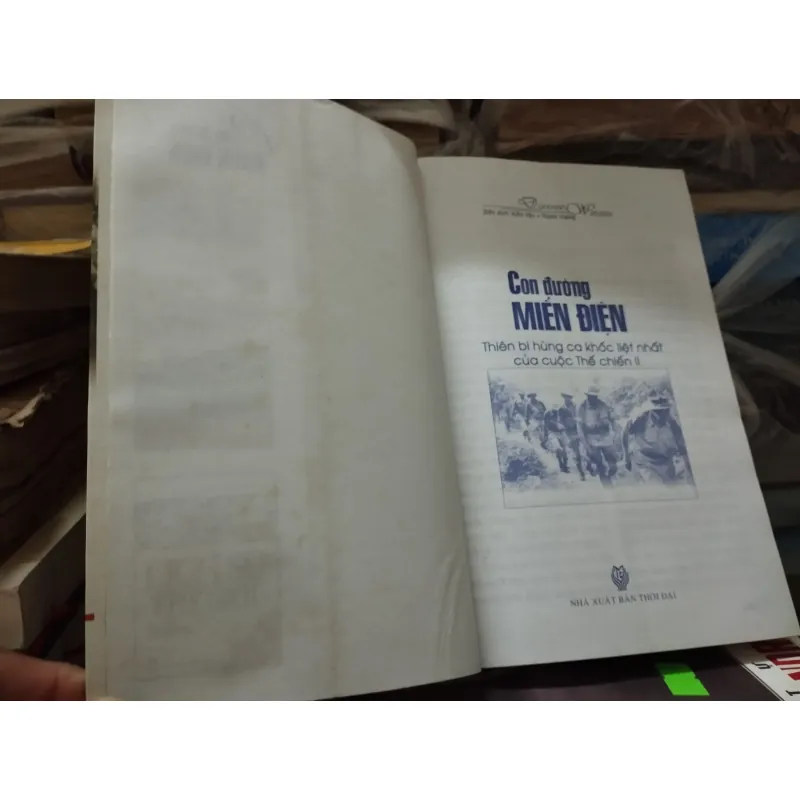 Con đường
MIẾN ĐIỆN
Thiên bi hùng ca khốc liệt nhất
của cuộc Thế chiến II
NHÀ XUẤT BẢN THỜI ĐẠI